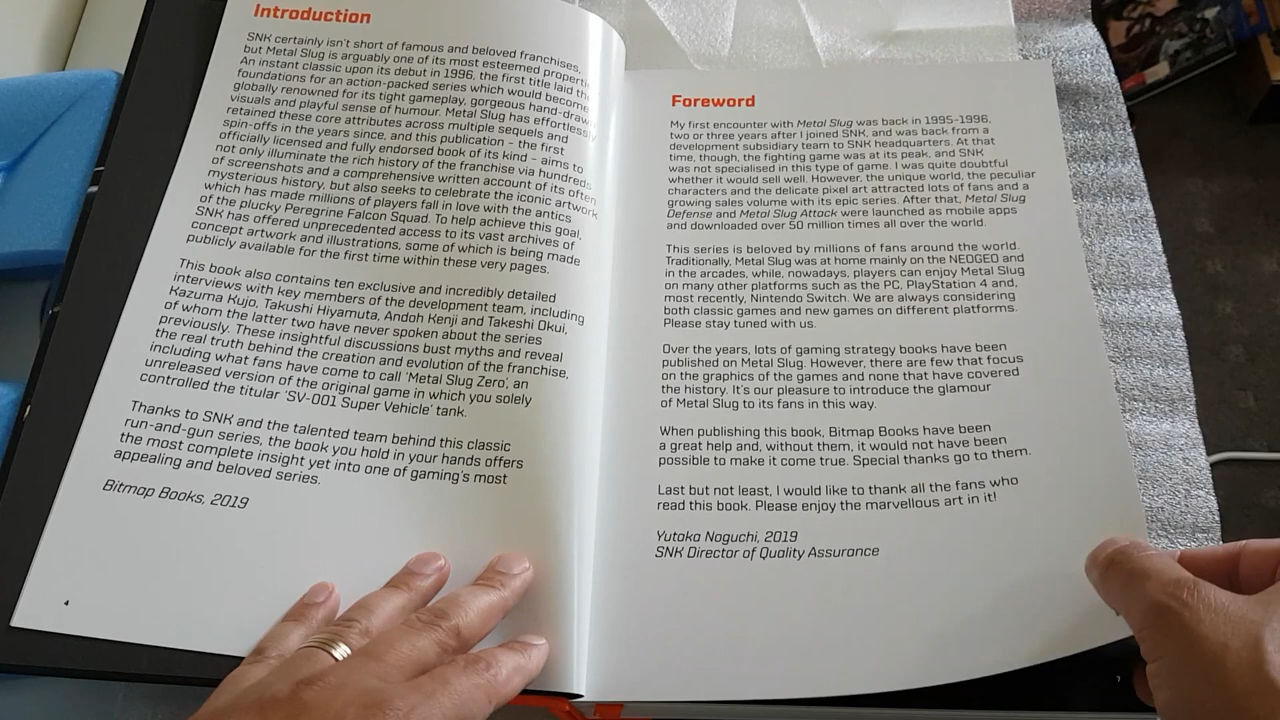 Introduction
SNK certainly isn't short of famous and beloved franchises,
but Metal Slug is arguably one of its most esteemed
An instant classic upon its debut in 1996, the first title laid the
foundations for an action-packed series which would become
globally renowned for its tight gameplay, gorgeous hand-drawn
visuals and playful sense of humour. Metal Slug has effortlessly
retained these core attributes across multiple sequels and
spin-offs in the years since, and this publication – the first
officially licensed and fully endorsed book of its kind – aims to
not only illuminate the rich history of the franchise via hundreds
of screenshots and a comprehensive written account of its often
mysterious history, but also seeks to celebrate the iconic artwork
which has made millions of players fall in love with the antics
of the plucky Peregrine Falcon Squad. To help achieve this goal,
SNK has offered unprecedented access to its vast archives of
concept artwork and illustrations, some of which is being made
publicly available for the first time within these very pages.
This book also contains ten exclusive and incredibly detailed
interviews with key members of the development team, including
Kazuma Kujo, Takushi Hiyamuta, Andoh Kenji and Takeshi Okui,
of whom the latter two have never spoken about the series
previously. These insightful discussions bust myths and reveal
the real truth behind the creation and evolution of the franchise,
including what fans have come to call 'Metal Slug Zero', an
unreleased version of the original game in which you solely
controlled the titular 'SV-001 Super Vehicle' tank.
Thanks to SNK and the talented team behind this classic
run-and-gun series, the book you hold in your hands offers
the most complete insight yet into one of gaming's most
appealing and beloved series.
Bitmap Books, 2019
4
Foreword
My first encounter with Metal Slug was back in 1995–1996,
two or three years after I joined SNK, and was back from a
development subsidiary team to SNK headquarters. At that
time, though, the fighting game was at its peak, and SNK
was not specialised in this type of game. I was quite doubtful
whether it would sell well. However, the unique world, the peculiar
characters and the delicate pixel art attracted lots of fans and a
growing sales volume with its epic series. After that, Metal Slug
Defense and Metal Slug Attack were launched as mobile apps
and downloaded over 50 million times all over the world.
This series is beloved by millions of fans around the world.
Traditionally, Metal Slug was at home mainly on the NEOGEO and
in the arcades, while, nowadays, players can enjoy Metal Slug
on many other platforms such as the PC, PlayStation 4 and,
most recently, Nintendo Switch. We are always considering
both classic games and new games on different platforms.
Please stay tuned with us.
Over the years, lots of gaming strategy books have been
published on Metal Slug. However, there are few that focus
on the graphics of the games and none that have covered
the history. It's our pleasure to introduce the glamour
of Metal Slug to its fans in this way.
When publishing this book, Bitmap Books have been
a great help and, without them, it would not have been
possible to make it come true. Special thanks go to them.
Last but not least, I would like to thank all the fans who
read this book. Please enjoy the marvellous art in it!
Yutaka Noguchi, 2019
SNK Director of Quality Assurance
7